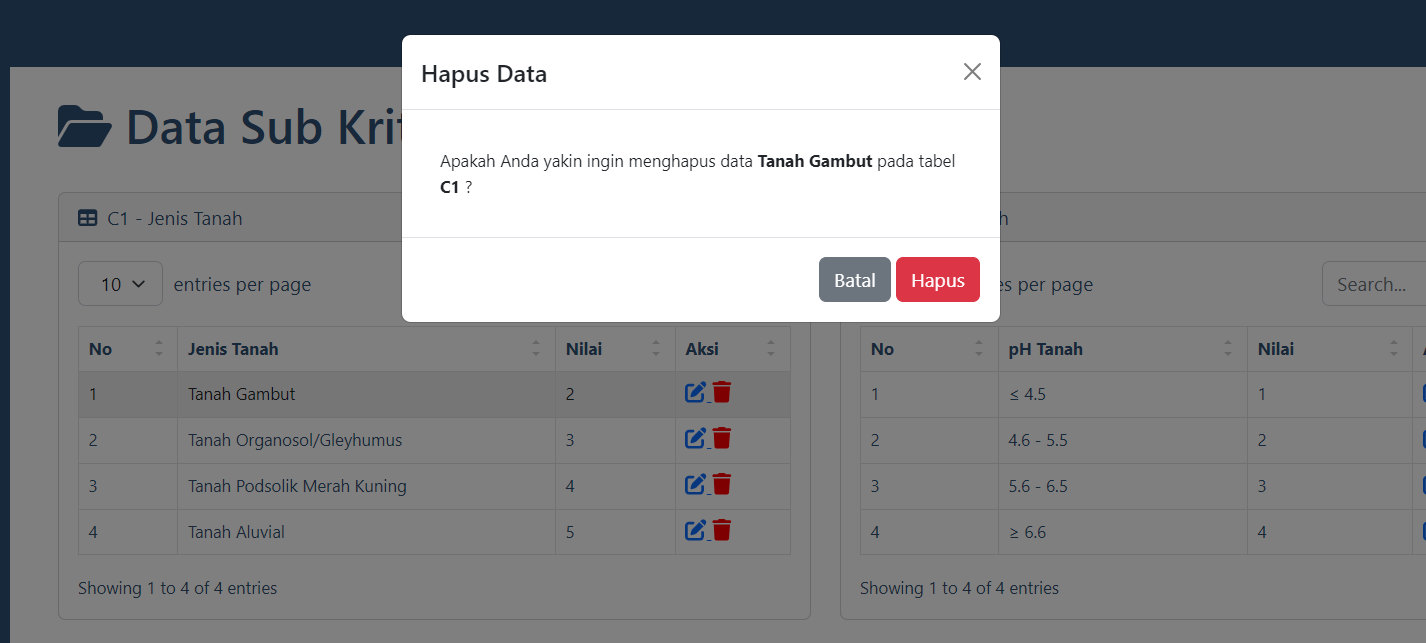 Hapus Data
Apakah Anda yakin ingin menghapus data Tanah Gambut pada tabel
C1 ?
Batal Hapus
Data Sub Krit
C1 - Jenis Tanah
10 entries per page
No Jenis Tanah Nilai Aksi
1 Tanah Gambut 2
2 Tanah Organosol/Gleyhumus 3
3 Tanah Podsolik Merah Kuning 4
4 Tanah Aluvial 5
Showing 1 to 4 of 4 entries
h
es per page Search...
No pH Tanah Nilai
1 ≤ 4.5 1
2 4.6 - 5.5 2
3 5.6 - 6.5 3
4 ≥ 6.6 4
Showing 1 to 4 of 4 entries